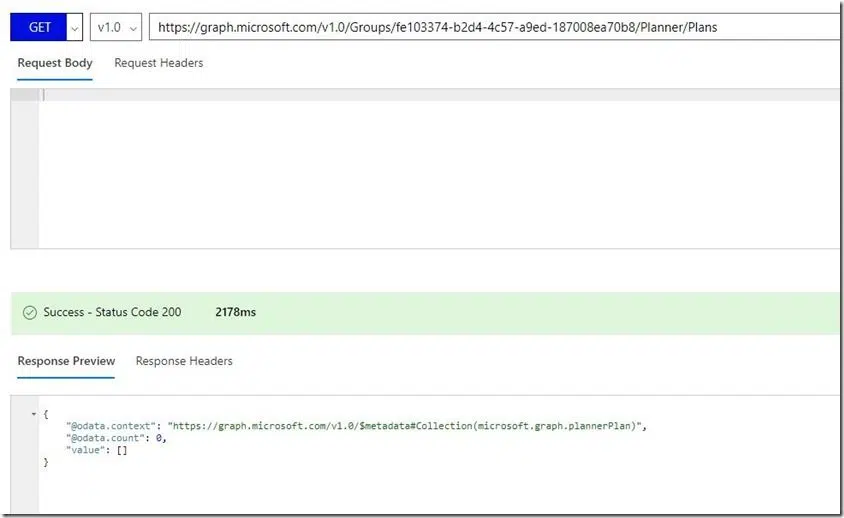 GET v1.0 https://graph.microsoft.com/v1.0/Groups/fe103374-b2d4-4c57-a9ed-187008ea70b8/Planner/Plans
Request Body Request Headers
Success - Status Code 200 2178ms
Response Preview Response Headers
{
"@odata.context": "https://graph.microsoft.com/v1.0/$metadata#Collection(microsoft.graph.plannerPlan)",
"@odata.count": 0,
"value": []
}